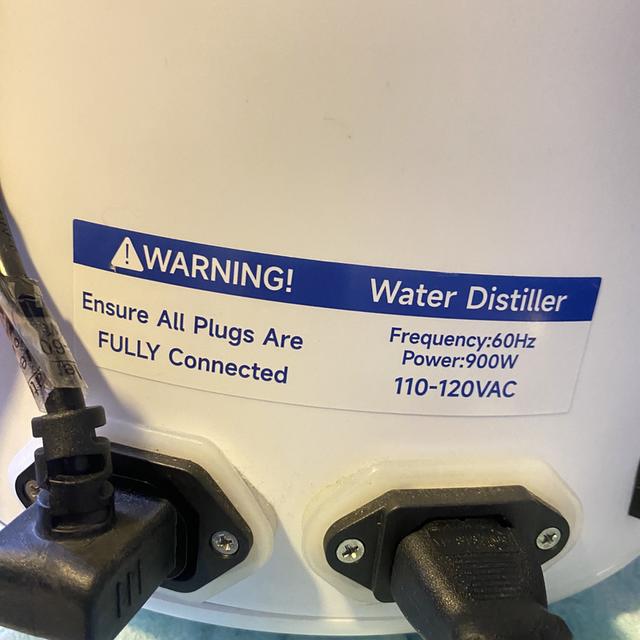 WARNING!
Ensure All Plugs Are
FULLY Connected
Water Distiller
Frequency:60Hz
Power:900W
110-120VAC